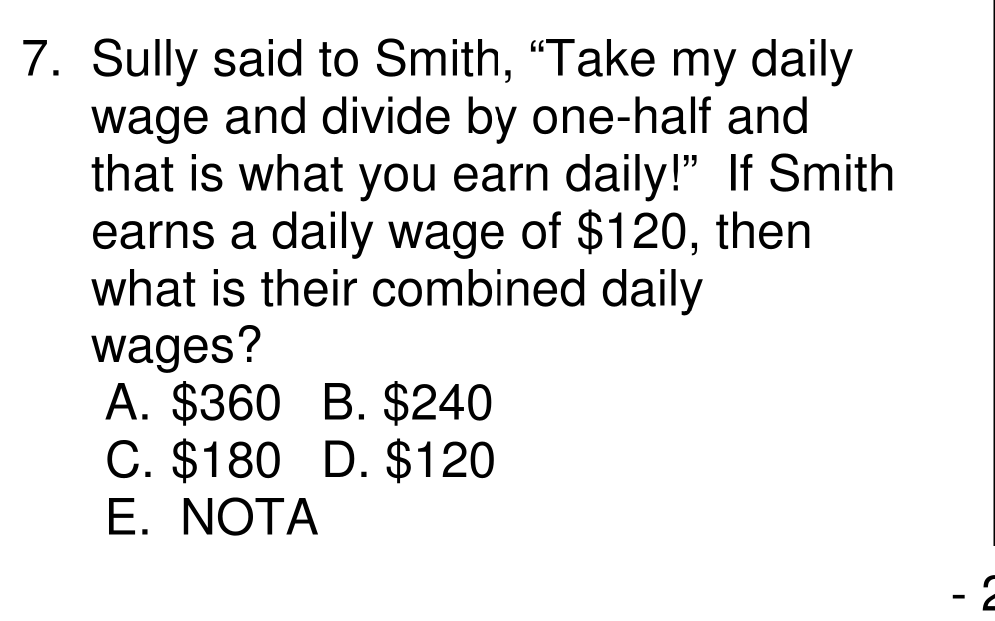 7. Sully said to Smith, “Take my daily
wage and divide by one-half and
that is what you earn daily!” If Smith
earns a daily wage of $120, then
what is their combined daily
wages?
A. $360 B. $240
C. $180 D. $120
E. NOTA
- 2